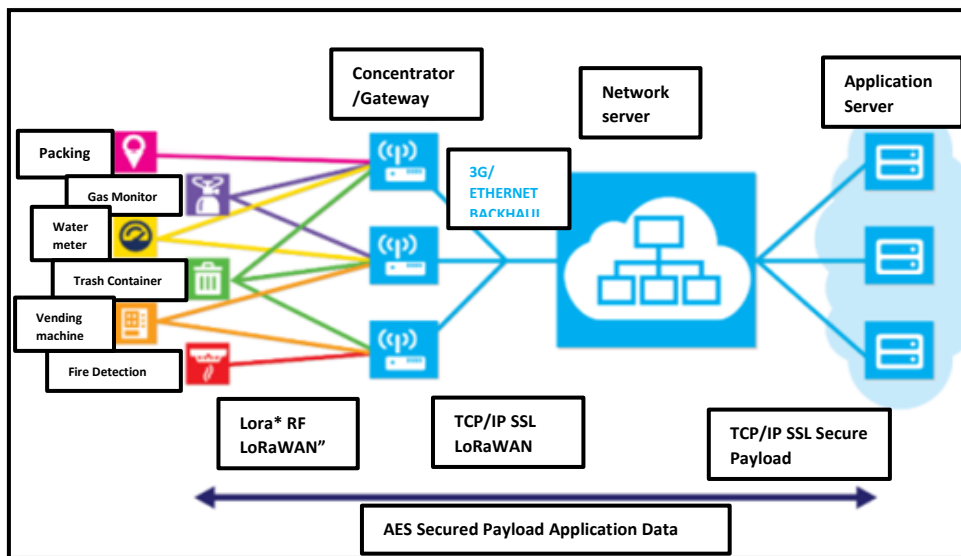 Concentrator
/Gateway
Network
server
Application
Server
Packing
Gas Monitor
Water
meter
Trash Container
Vending
machine
Fire Detection
3G/
ETHERNET
BACKHAUL
Lora* RF
LoRaWAN”
TCP/IP SSL
LoRaWAN
TCP/IP SSL Secure
Payload
AES Secured Payload Application Data